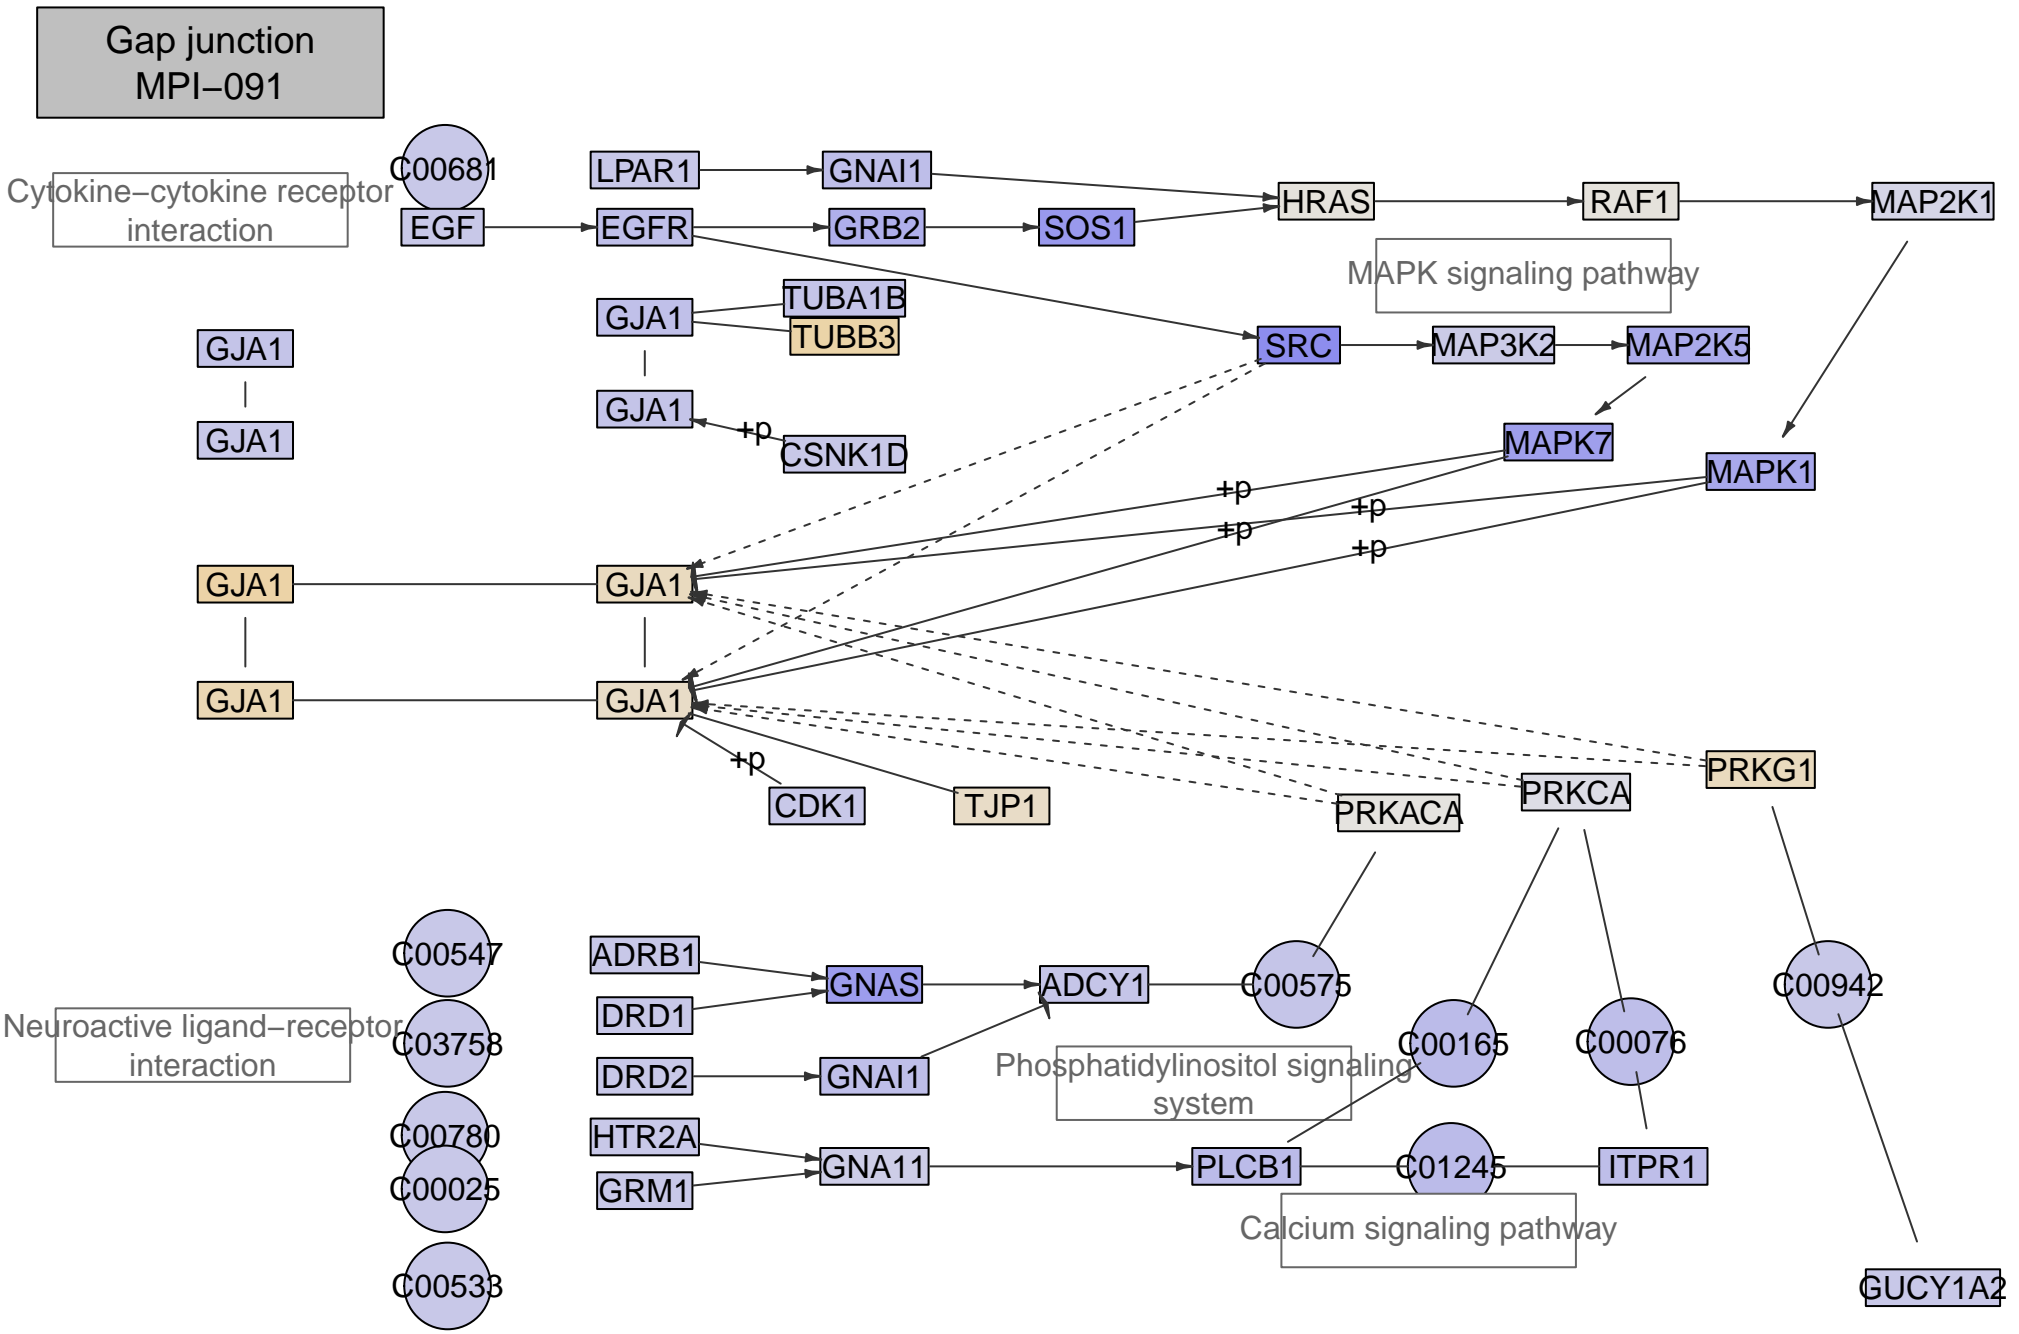 Gap junction
MPI−091
C00681
LPAR1
GNAI1
Cytokine−cytokine receptor
interaction
HRAS
RAF1
MAP2K1
EGF
EGFR
GRB2
SOS1
MAPK signaling pathway
TUBA1B
GJA1
TUBB3
GJA1
SRC
MAP3K2
MAP2K5
GJA1
+p
GJA1
CSNK1D
MAPK7
MAPK1
+p
+p
+p
+p
GJA1
GJA1
GJA1
GJA1
+p
PRKG1
CDK1
TJP1
PRKACA
PRKCA
C00547
ADRB1
GNAS
ADCY1
C00575
C00942
Neuroactive ligand−receptor
interaction
C03758
DRD1
C00165
C00076
DRD2
GNAI1
Phosphatidylinositol signaling
system
C00780
HTR2A
GNA11
PLCB1
C01245
ITPR1
C00025
GRM1
Calcium signaling pathway
C00533
GUCY1A2